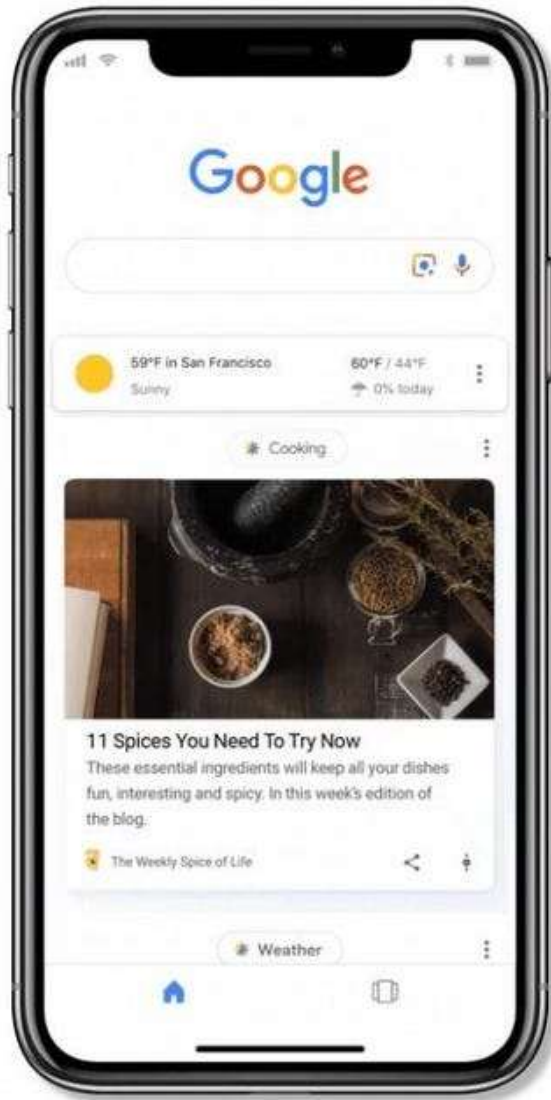 Google
59°F in San Francisco
60°F / 44°F
Sunny
0% today
Cooking
11 Spices You Need To Try Now
These essential ingredients will keep all your dishes
fun, interesting and spicy. In this week's edition of
the blog.
The Weekly Spice of Life
Weather